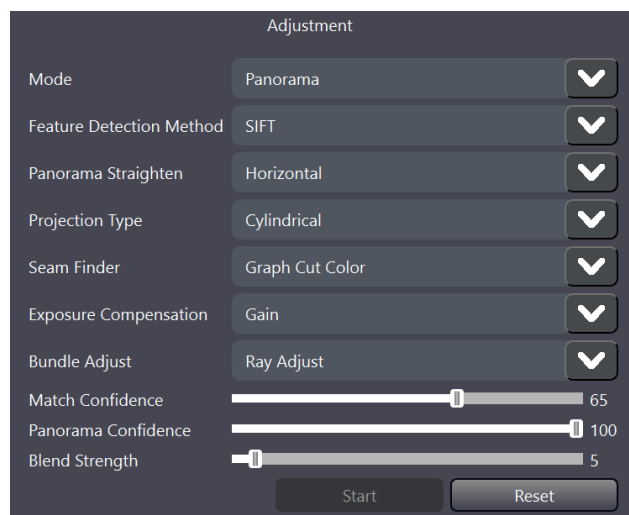 Adjustment
Mode Panorama
Feature Detection Method SIFT
Panorama Straighten Horizontal
Projection Type Cylindrical
Seam Finder Graph Cut Color
Exposure Compensation Gain
Bundle Adjust Ray Adjust
Match Confidence 65
Panorama Confidence 100
Blend Strength 5
Start Reset